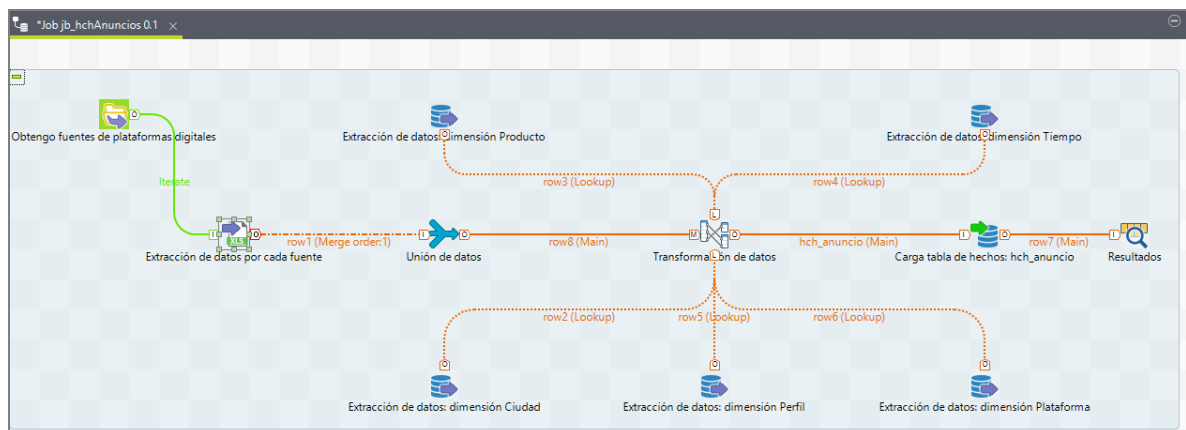 *Job jb_hchAnuncios 0.1
Obtengo fuentes de plataformas digitales
Extracción de datos: dimensión Producto
Extracción de datos: dimensión Tiempo
Iterate
row3 (Lookup)
row4 (Lookup)
XLS
row1 (Merge order:1)
row8 (Main)
hch_anuncio (Main)
row7 (Main)
Extracción de datos por cada fuente
Unión de datos
Transformación de datos
Carga tabla de hechos: hch_anuncio
Resultados
row2 (Lookup)
row5 (Lookup)
row6 (Lookup)
Extracción de datos: dimensión Ciudad
Extracción de datos: dimensión Perfil
Extracción de datos: dimensión Plataforma